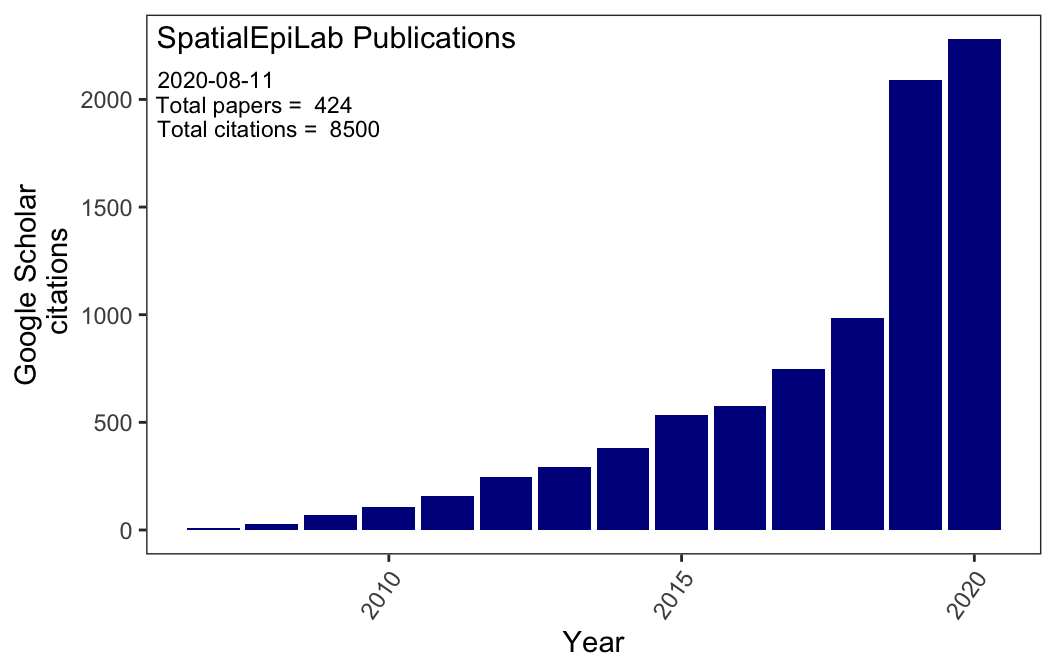 SpatialEpiLab Publications
2020-08-11
Total papers = 424
Total citations = 8500
Google Scholar
citations
2000
1500
1000
500
0
2010
2015
2020
Year